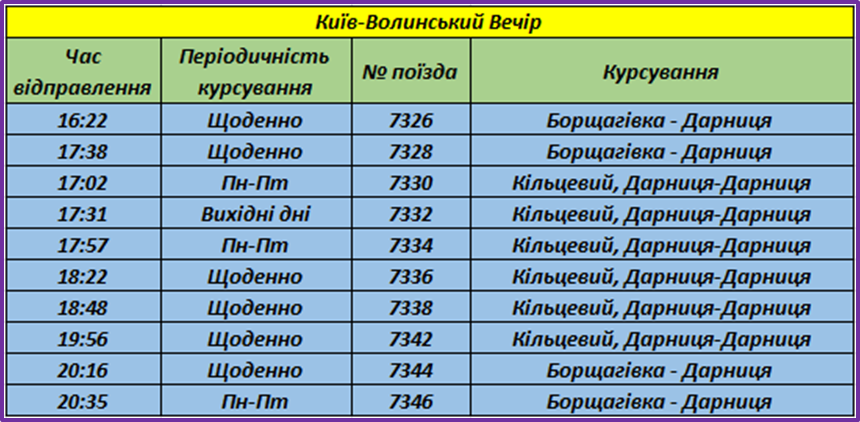 Київ-Волинський Вечір
Час відправлення Періодичність курсування № поїзда Курсування
16:22 Щоденно 7326 Борщагівка - Дарниця
17:38 Щоденно 7328 Борщагівка - Дарниця
17:02 Пн-Пт 7330 Кільцевий, Дарниця-Дарниця
17:31 Вихідні дні 7332 Кільцевий, Дарниця-Дарниця
17:57 Пн-Пт 7334 Кільцевий, Дарниця-Дарниця
18:22 Щоденно 7336 Кільцевий, Дарниця-Дарниця
18:48 Щоденно 7338 Кільцевий, Дарниця-Дарниця
19:56 Щоденно 7342 Кільцевий, Дарниця-Дарниця
20:16 Щоденно 7344 Борщагівка - Дарниця
20:35 Пн-Пт 7346 Борщагівка - Дарниця